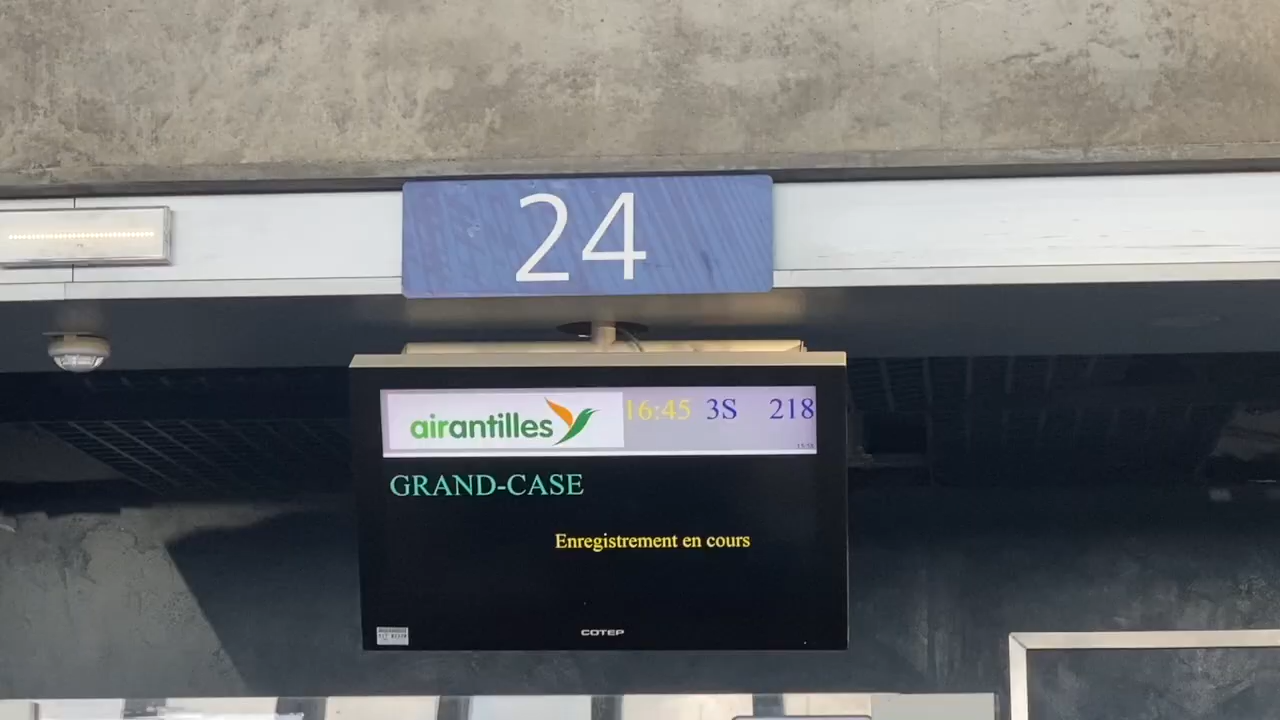 24
airantilles 16:45 3S 218
GRAND-CASE
Enregistrement en cours
COTEP